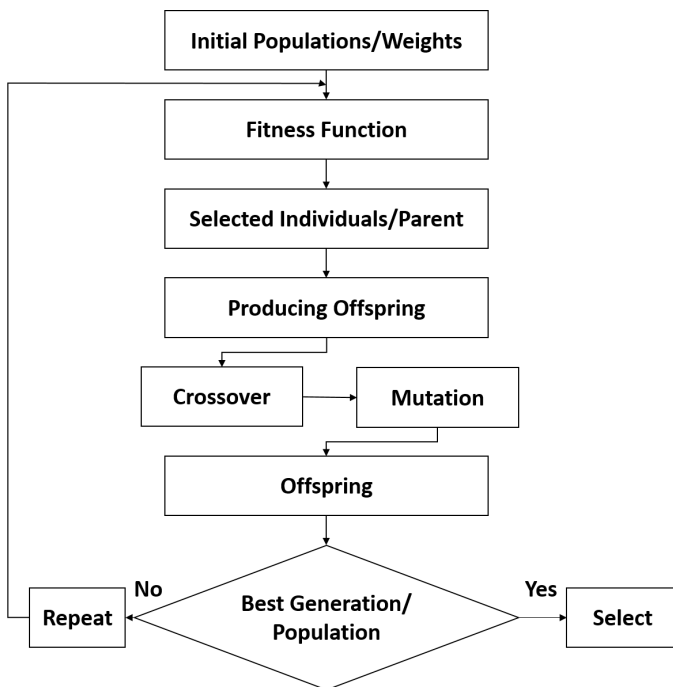 Initial Populations/Weights
Fitness Function
Selected Individuals/Parent
Producing Offspring
Crossover
Mutation
Offspring
No
Yes
Repeat
Best Generation/
Population
Select